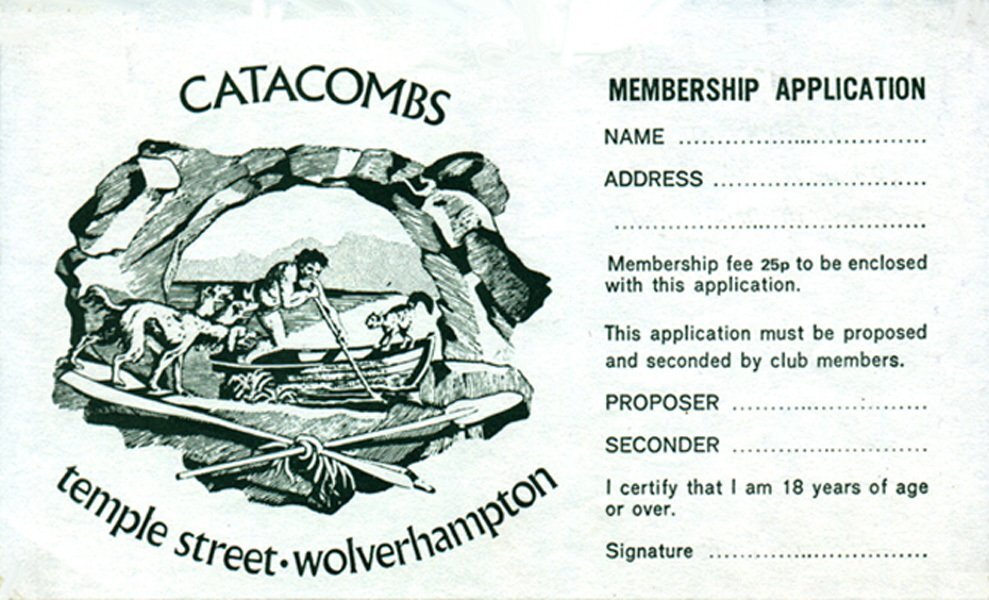 CATACOMBS
temple street · wolverhampton
MEMBERSHIP APPLICATION
NAME ........................................
ADDRESS ..................................
..................................................
Membership fee 25p to be enclosed
with this application.
This application must be proposed
and seconded by club members.
PROPOSER ...............................
SECONDER ...............................
I certify that I am 18 years of age
or over.
Signature ...................................